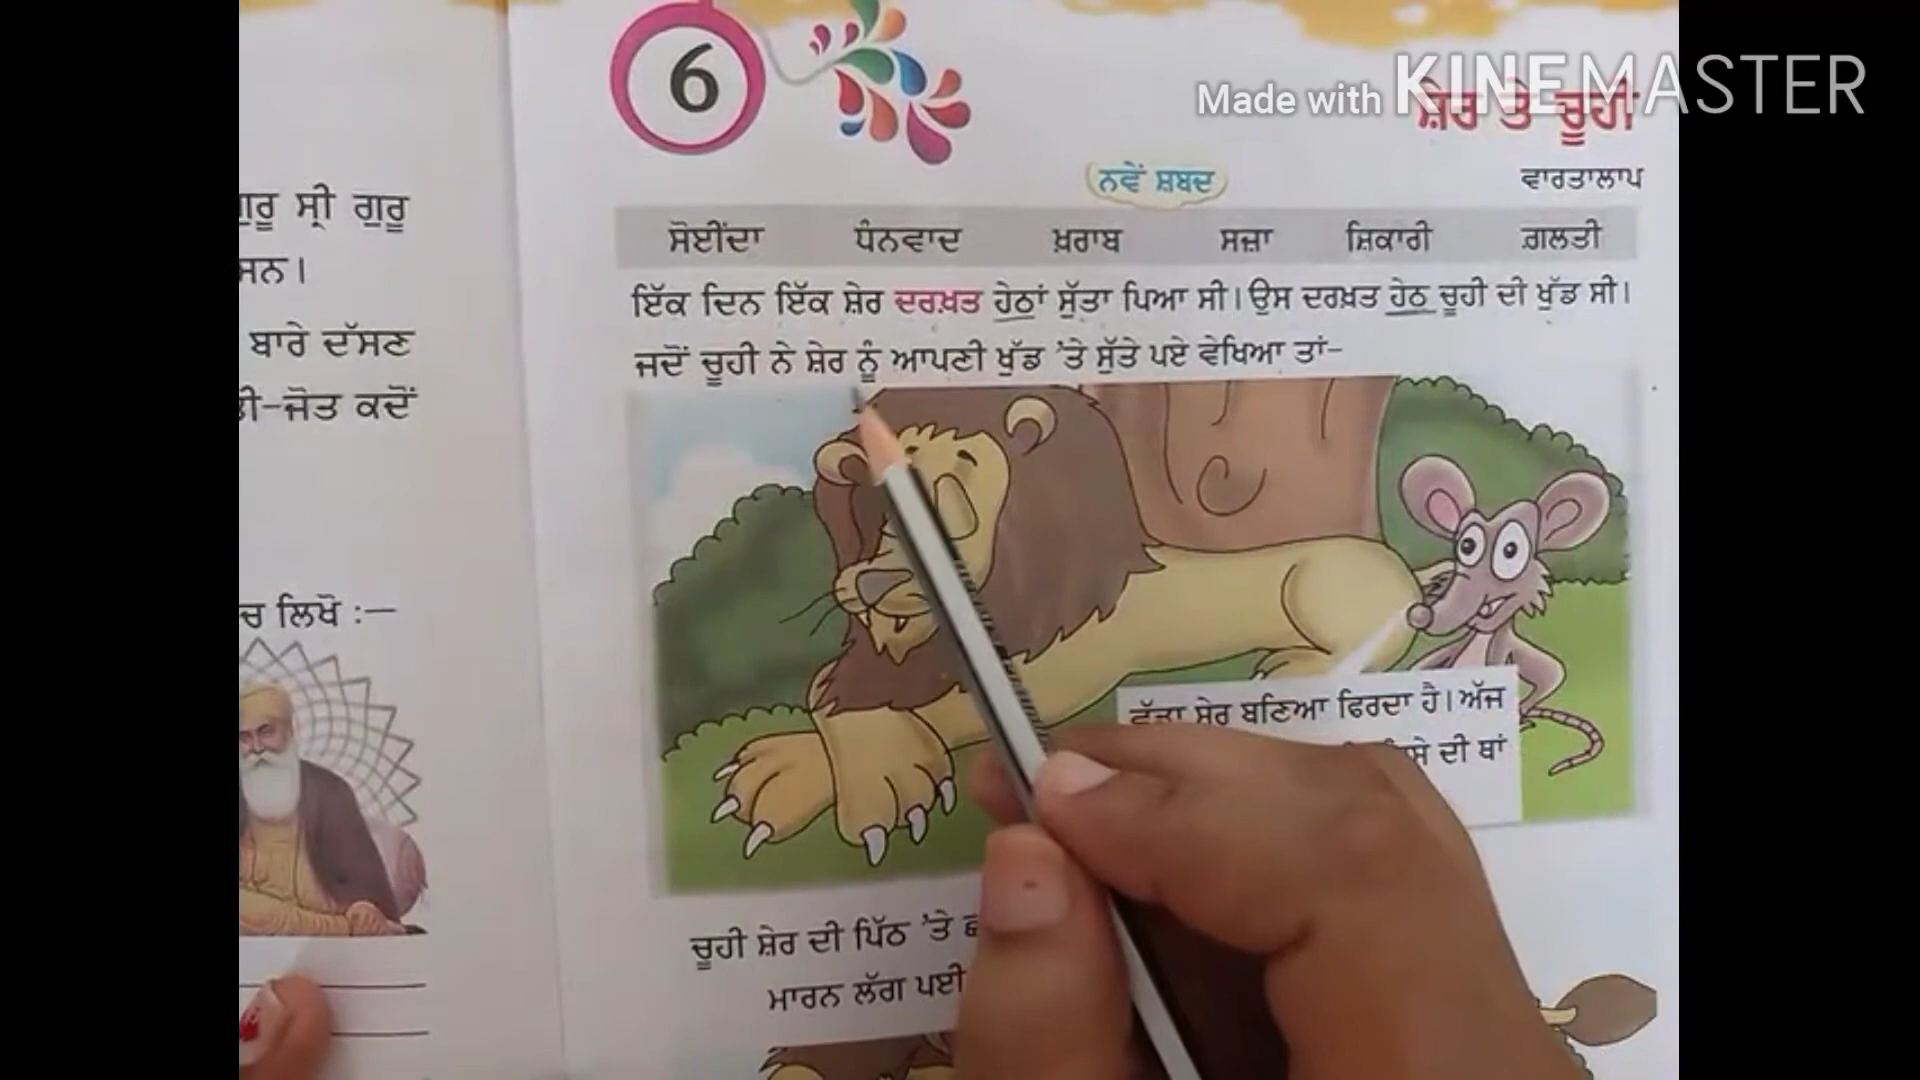 6
Made with KINEMASTER
ਸ਼ੇਰ ਤੇ ਚੂਹੀ
ਨਵੇਂ ਸ਼ਬਦ
ਵਾਰਤਾਲਾਪ
ਸੋਈਂਦਾ ਧੰਨਵਾਦ ਖ਼ਰਾਬ ਸਜ਼ਾ ਸ਼ਿਕਾਰੀ ਗ਼ਲਤੀ
ਇੱਕ ਦਿਨ ਇੱਕ ਸ਼ੇਰ ਦਰਖ਼ਤ ਹੇਠਾਂ ਸੁੱਤਾ ਪਿਆ ਸੀ। ਉਸ ਦਰਖ਼ਤ ਹੇਠ ਚੂਹੀ ਦੀ ਖੁੱਡ ਸੀ।
ਜਦੋਂ ਚੂਹੀ ਨੇ ਸ਼ੇਰ ਨੂੰ ਆਪਣੀ ਖੁੱਡ 'ਤੇ ਸੁੱਤੇ ਪਏ ਵੇਖਿਆ ਤਾਂ-
ਸ਼ੇਰ ਬਣਿਆ ਫਿਰਦਾ ਹੈ। ਅੱਜ
ਦੀ ਥਾਂ
ਚੂਹੀ ਸ਼ੇਰ ਦੀ ਪਿੱਠ 'ਤੇ
ਮਾਰਨ ਲੱਗ ਪਈ
ਸ੍ਰੀ ਗੁਰੂ
ਸਨ।
ਬਾਰੇ ਦੱਸਣ
ਜੋਤ ਕਦੋਂ
ਲਿਖੋ :—